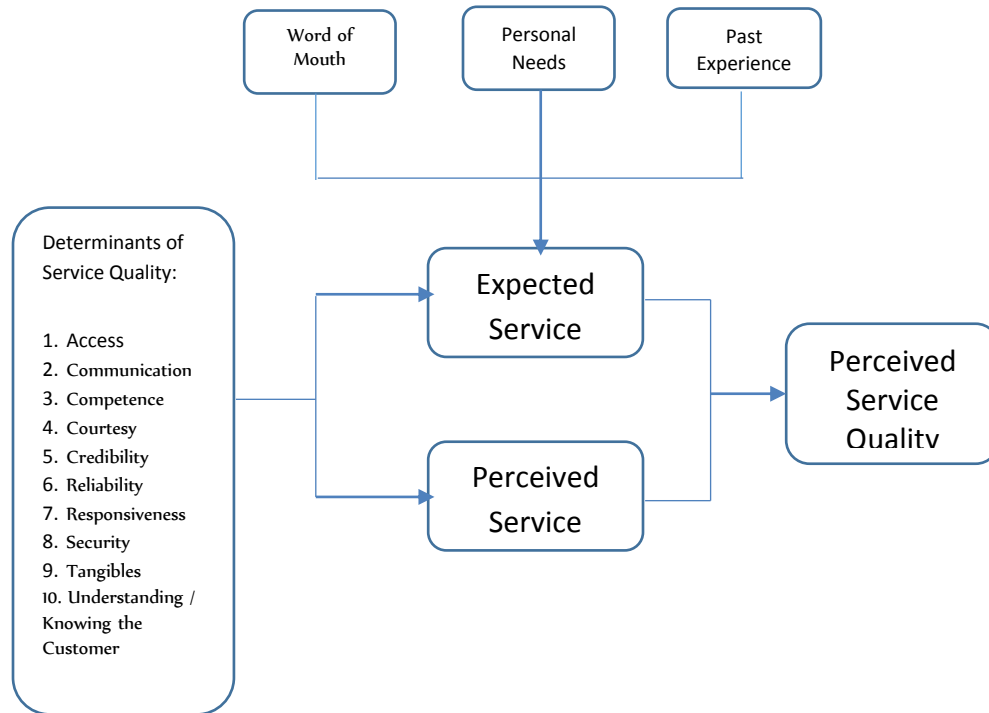 Word of
Mouth
Personal
Needs
Past
Experience
Determinants of
Service Quality:
1. Access
2. Communication
3. Competence
4. Courtesy
5. Credibility
6. Reliability
7. Responsiveness
8. Security
9. Tangibles
10. Understanding /
Knowing the
Customer
Expected
Service
Perceived
Service
Perceived
Service
Quality